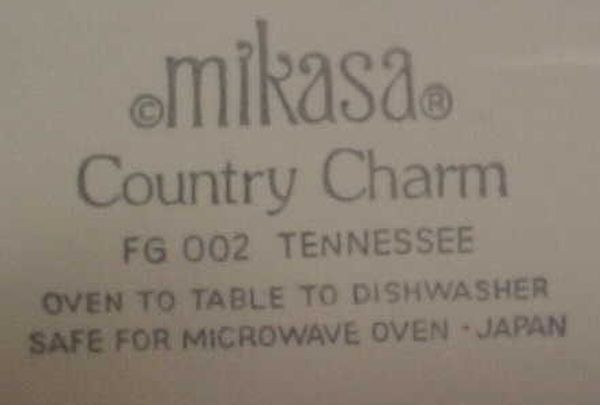 ©mikasa®
Country Charm
FG 002 TENNESSEE
OVEN TO TABLE TO DISHWASHER
SAFE FOR MICROWAVE OVEN · JAPAN